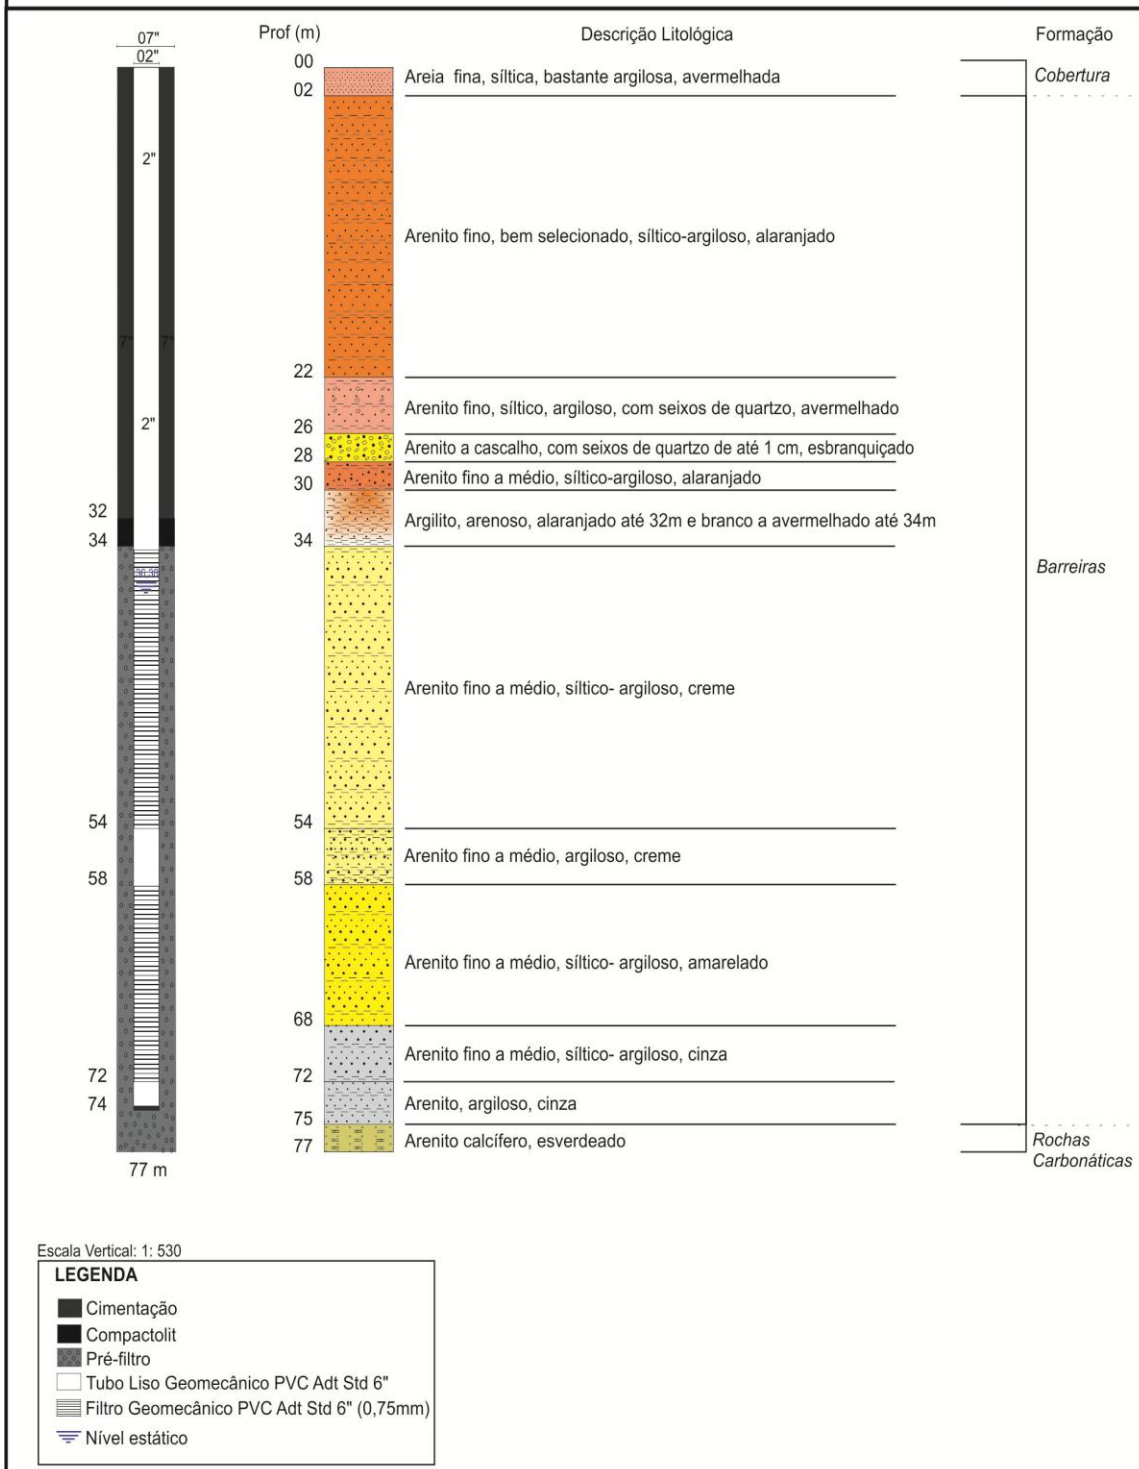 07"
02"
Prof (m)
Descrição Litológica
Formação
00
Areia fina, síltica, bastante argilosa, avermelhada
Cobertura
02
2"
Arenito fino, bem selecionado, síltico-argiloso, alaranjado
7"
7"
22
Arenito fino, síltico, argiloso, com seixos de quartzo, avermelhado
2"
26
Arenito a cascalho, com seixos de quartzo de até 1 cm, esbranquiçado
28
Arenito fino a médio, síltico-argiloso, alaranjado
30
32
Argilito, arenoso, alaranjado até 32m e branco a avermelhado até 34m
34
34
Barreiras
Arenito fino a médio, síltico- argiloso, creme
54
54
Arenito fino a médio, argiloso, creme
58
58
Arenito fino a médio, síltico- argiloso, amarelado
68
Arenito fino a médio, síltico- argiloso, cinza
72
72
74
Arenito, argiloso, cinza
75
Arenito calcífero, esverdeado
77
Rochas
Carbonáticas
77 m
Escala Vertical: 1: 530
LEGENDA
Cimentação
Compactolit
Pré-filtro
Tubo Liso Geomecânico PVC Adt Std 6"
Filtro Geomecânico PVC Adt Std 6" (0,75mm)
Nível estático